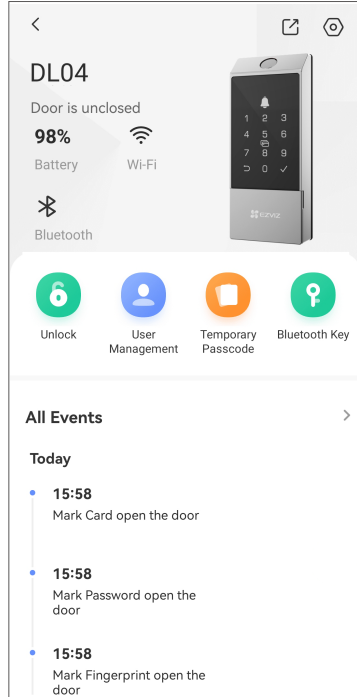 DL04
Door is unclosed
98%
Battery
Wi-Fi
Bluetooth
1 2 3
4 5 6
7 8 9
0
EZVIZ
Unlock
User
Management
Temporary
Passcode
Bluetooth Key
All Events
Today
15:58
Mark Card open the door
15:58
Mark Password open the
door
15:58
Mark Fingerprint open the
door